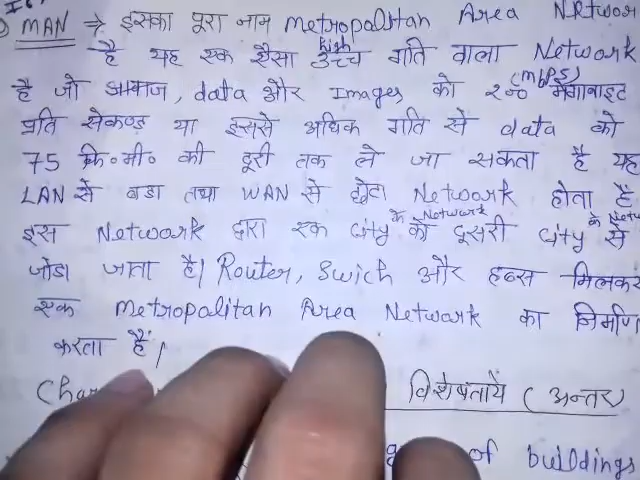 MAN → इसका पूरा नाम Metropolitan Area Networ
है यह एक ऐसा उच्च high गति वाला Network
है जो आवाज, data और Images को 200 मेगाबाइट (MbPS)
प्रति सेकण्ड या इससे अधिक गति से data को
75 कि०मी० की दूरी तक ले जा सकता है यह
LAN से बडा तथा WAN से छोटा Network होता है
इस Network द्वारा एक City के Network को दूसरी City के Net से
जोडा जाता है। Router, Swich और हब्स मिलकर
एक Metropolitan Area Network का निर्माण
करता है।
Cha विशेषतायें (अन्तर)
of buildings